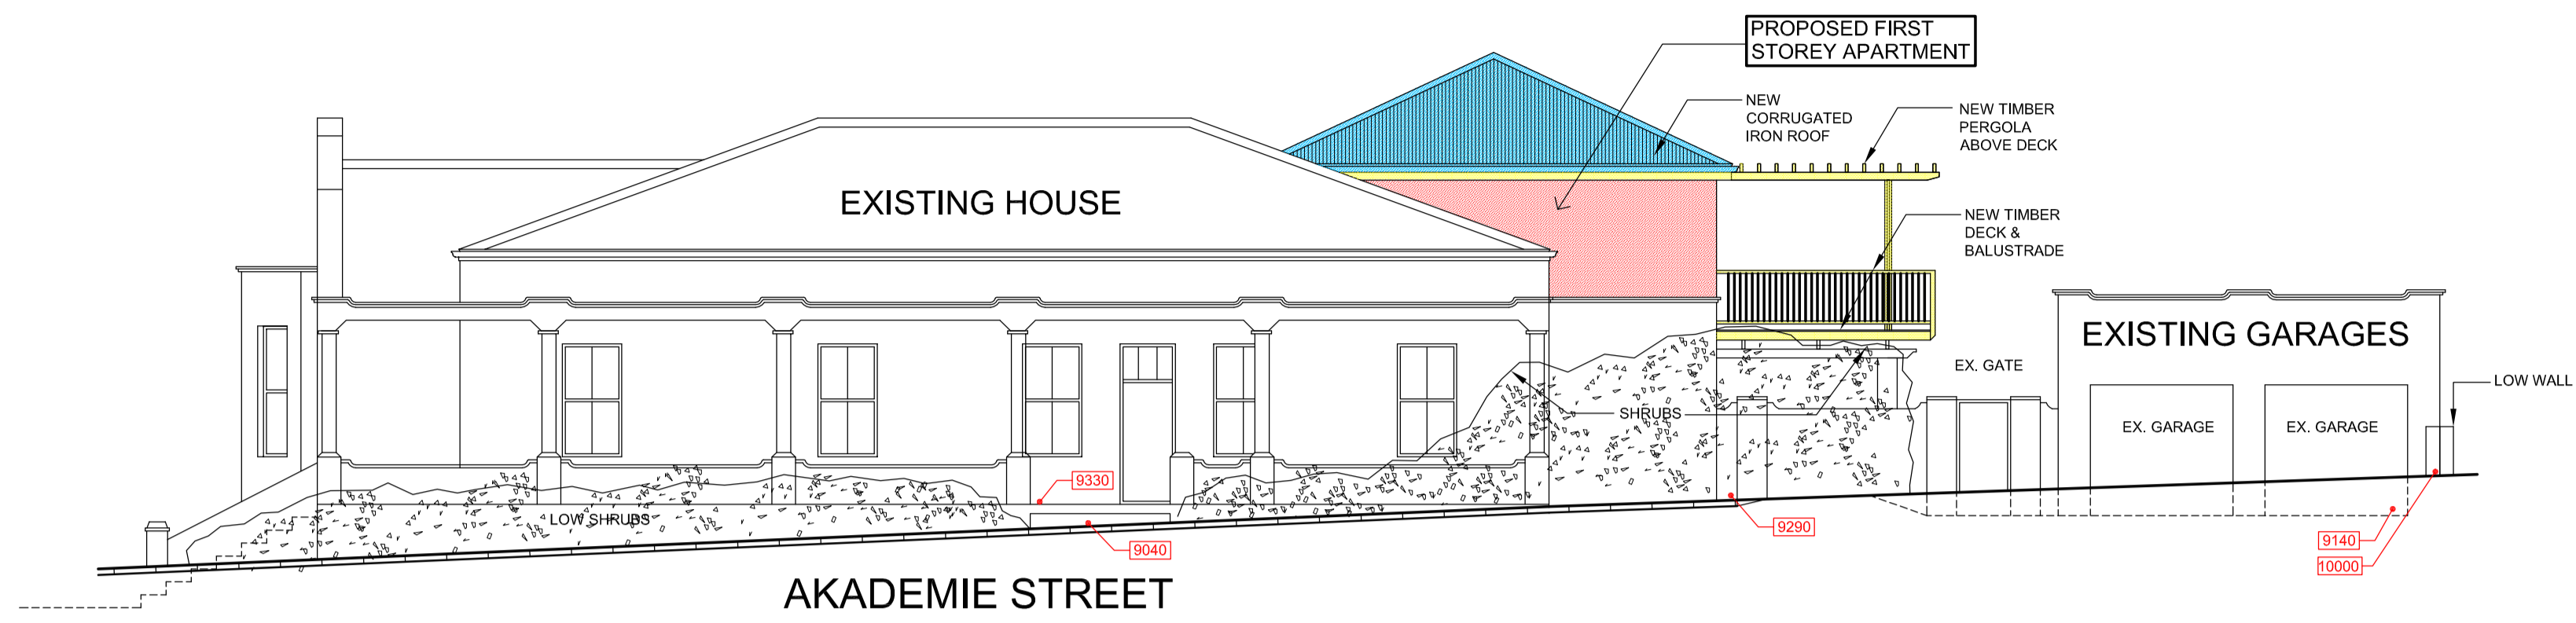 PROPOSED FIRST
STOREY APARTMENT
NEW
CORRUGATED
IRON ROOF
NEW TIMBER
PERGOLA
ABOVE DECK
EXISTING HOUSE
NEW TIMBER
DECK &
BALUSTRADE
EXISTING GARAGES
EX. GATE
LOW WALL
SHRUBS
EX. GARAGE
EX. GARAGE
9330
LOW SHRUBS
9040
9290
9140
10000
AKADEMIE STREET